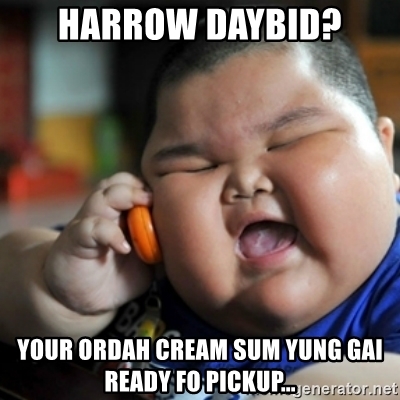 HARROW DAYBID?
YOUR ORDAH CREAM SUM YUNG GAI
READY FO PICKUP...
generator.net